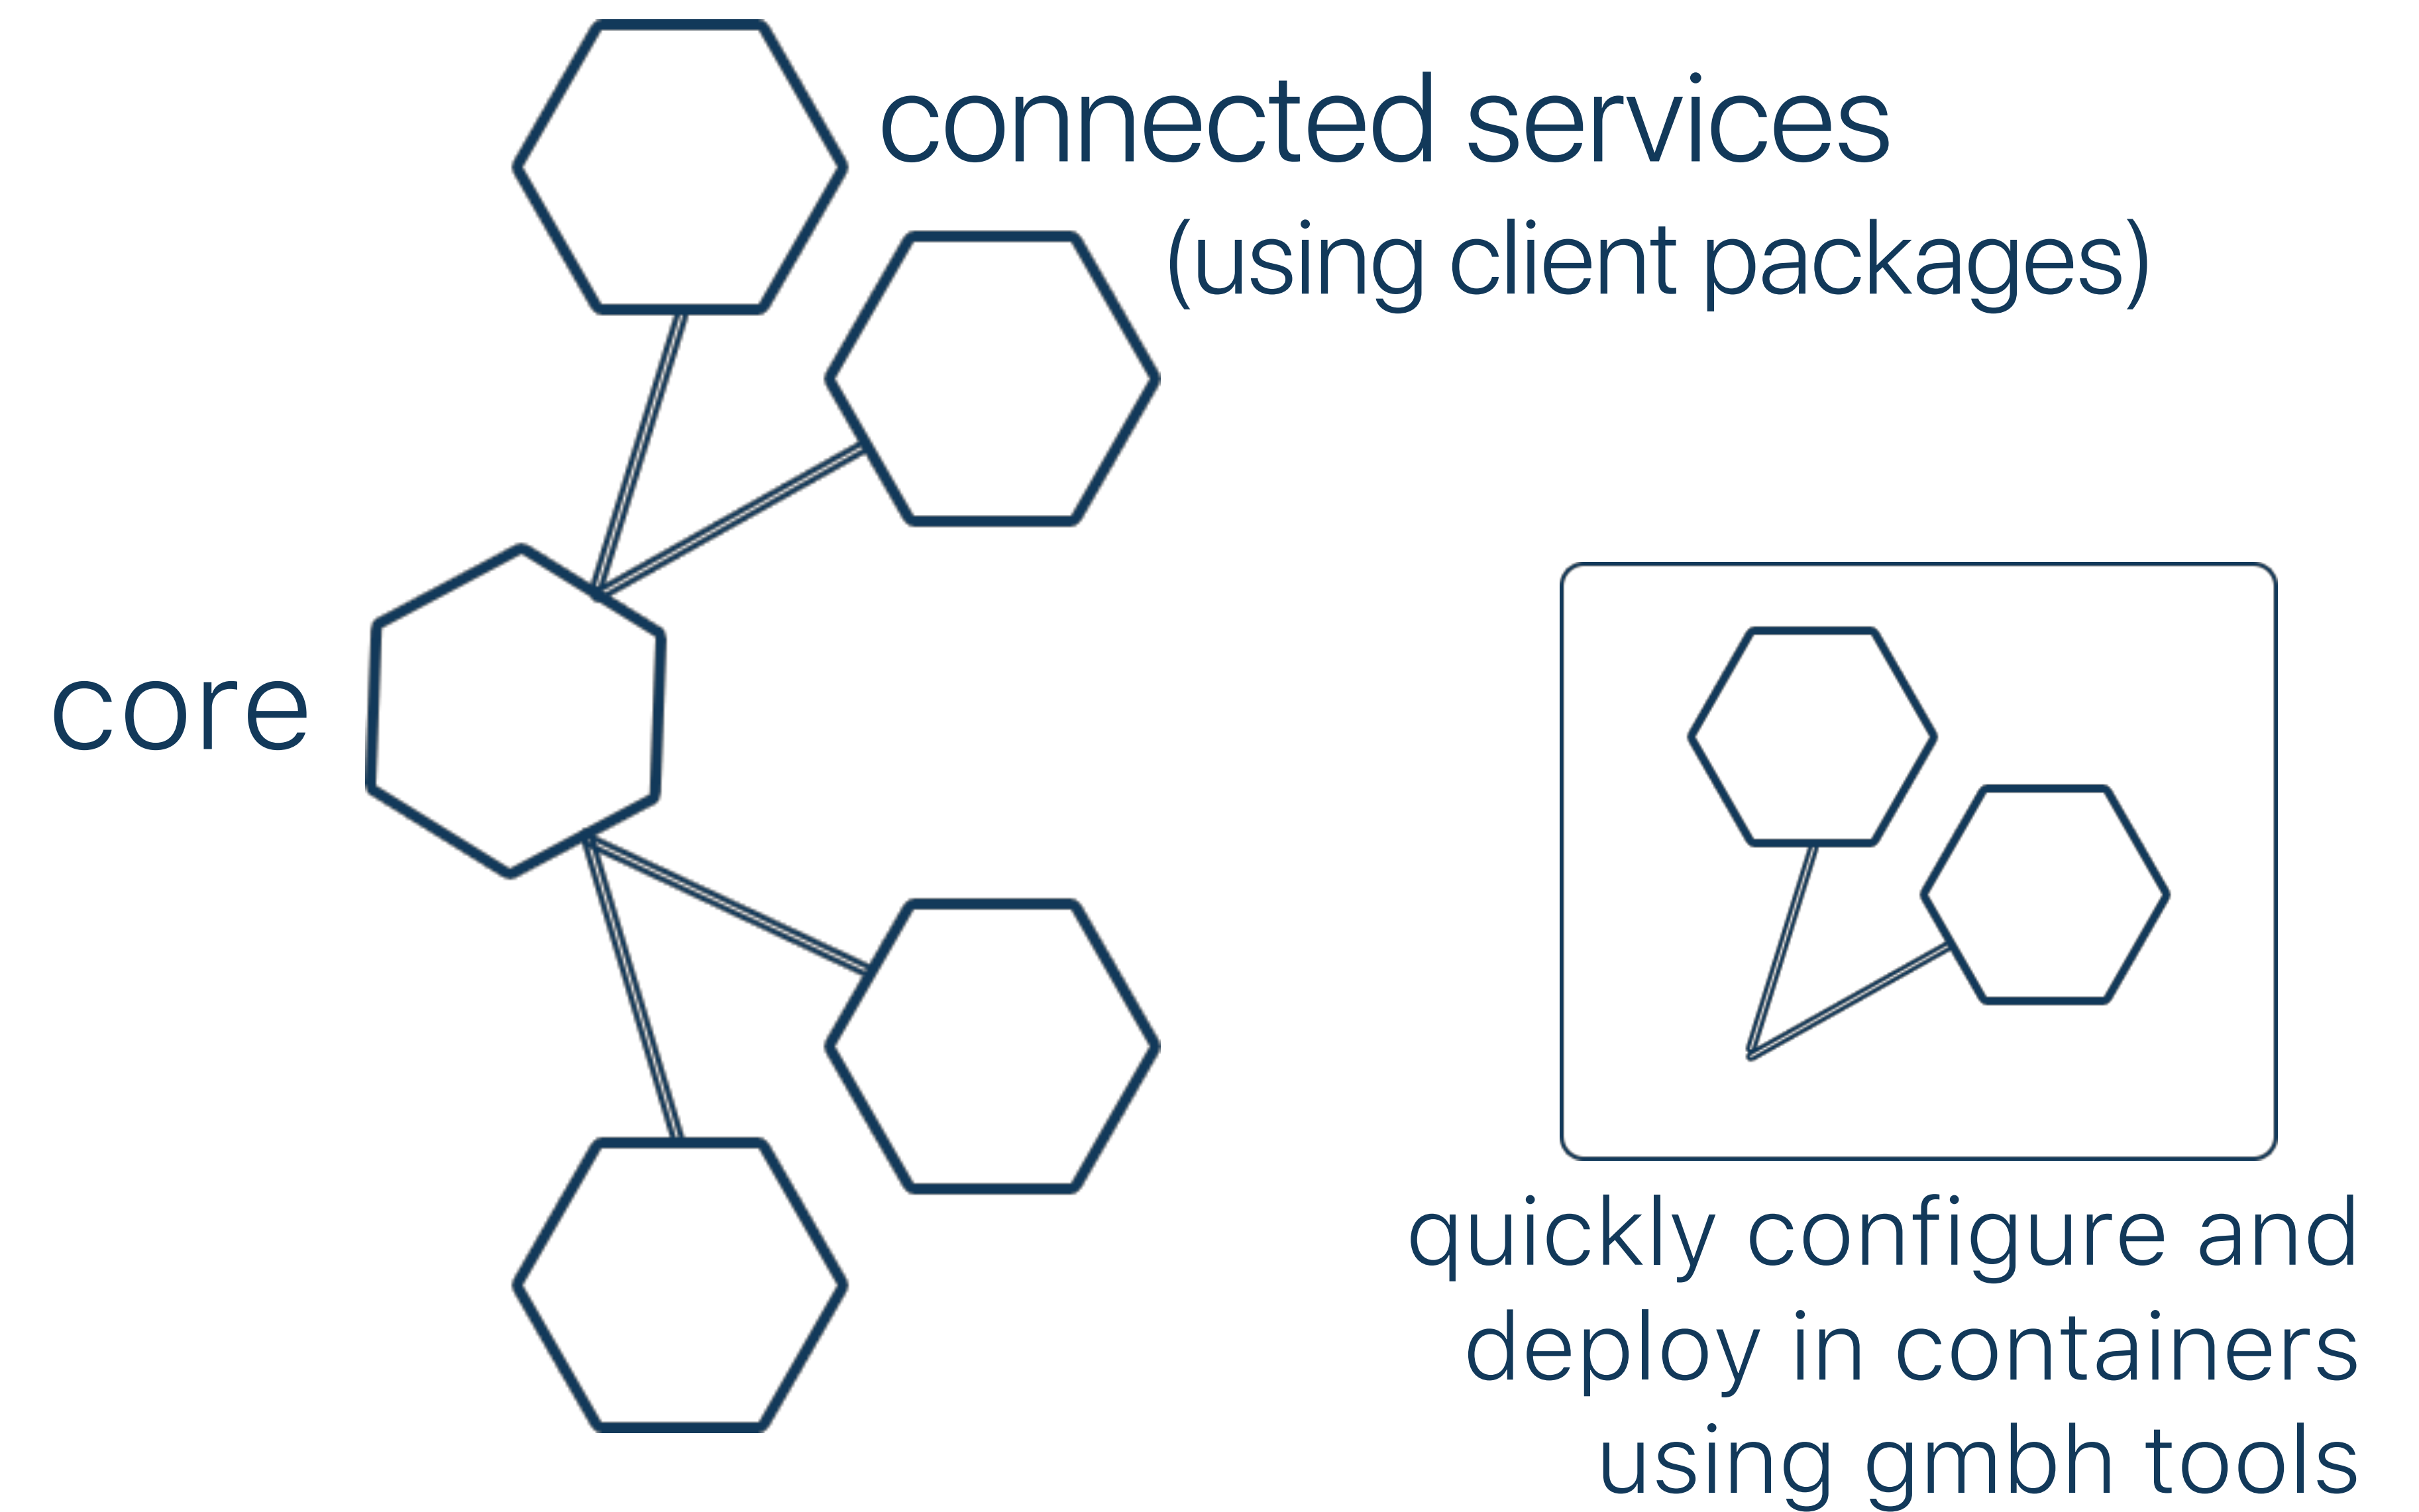 connected services
(using client packages)
core
quickly configure and
deploy in containers
using gmbh tools